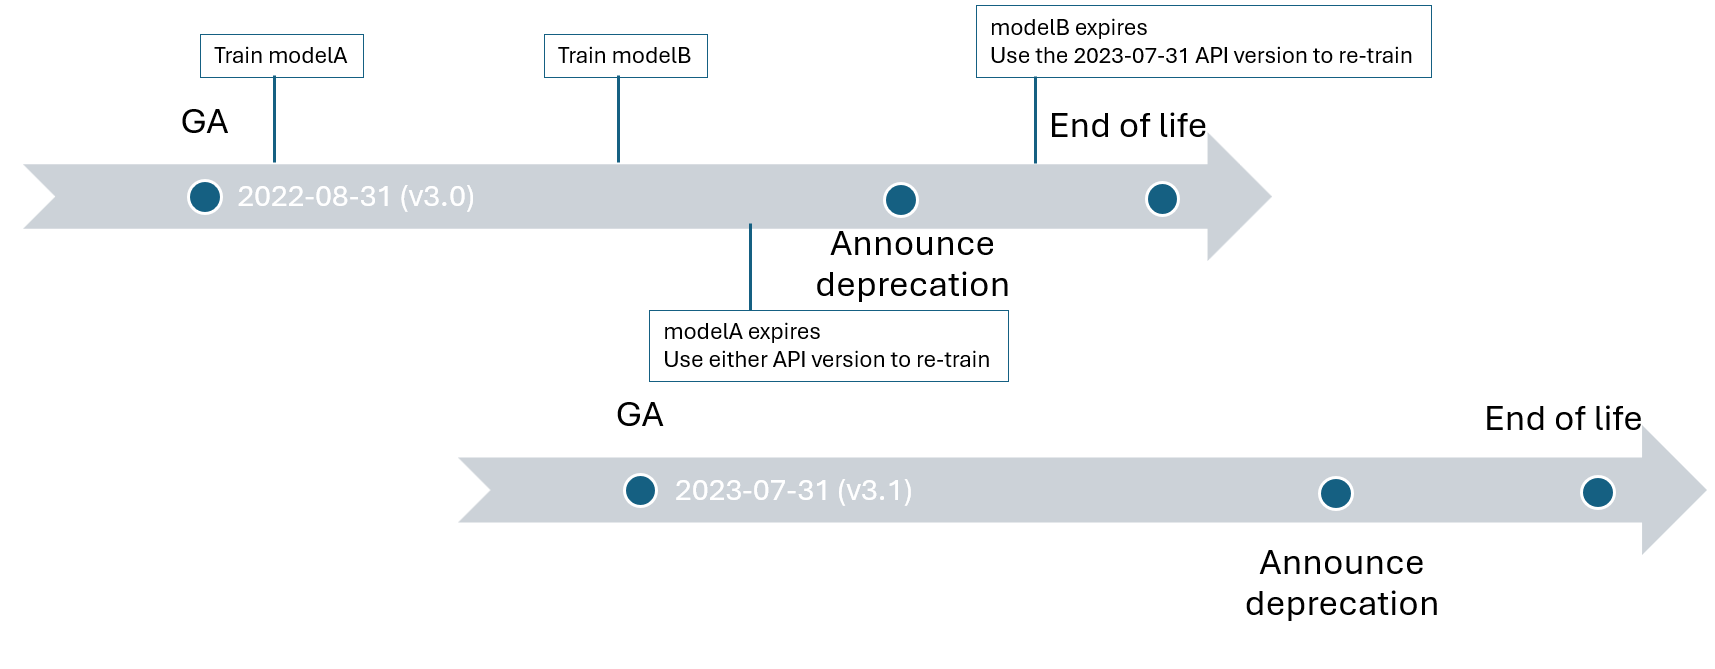 Train modelA
Train modelB
modelB expires
Use the 2023-07-31 API version to re-train
GA
End of life
2022-08-31 (v3.0)
Announce
deprecation
modelA expires
Use either API version to re-train
GA
End of life
2023-07-31 (v3.1)
Announce
deprecation